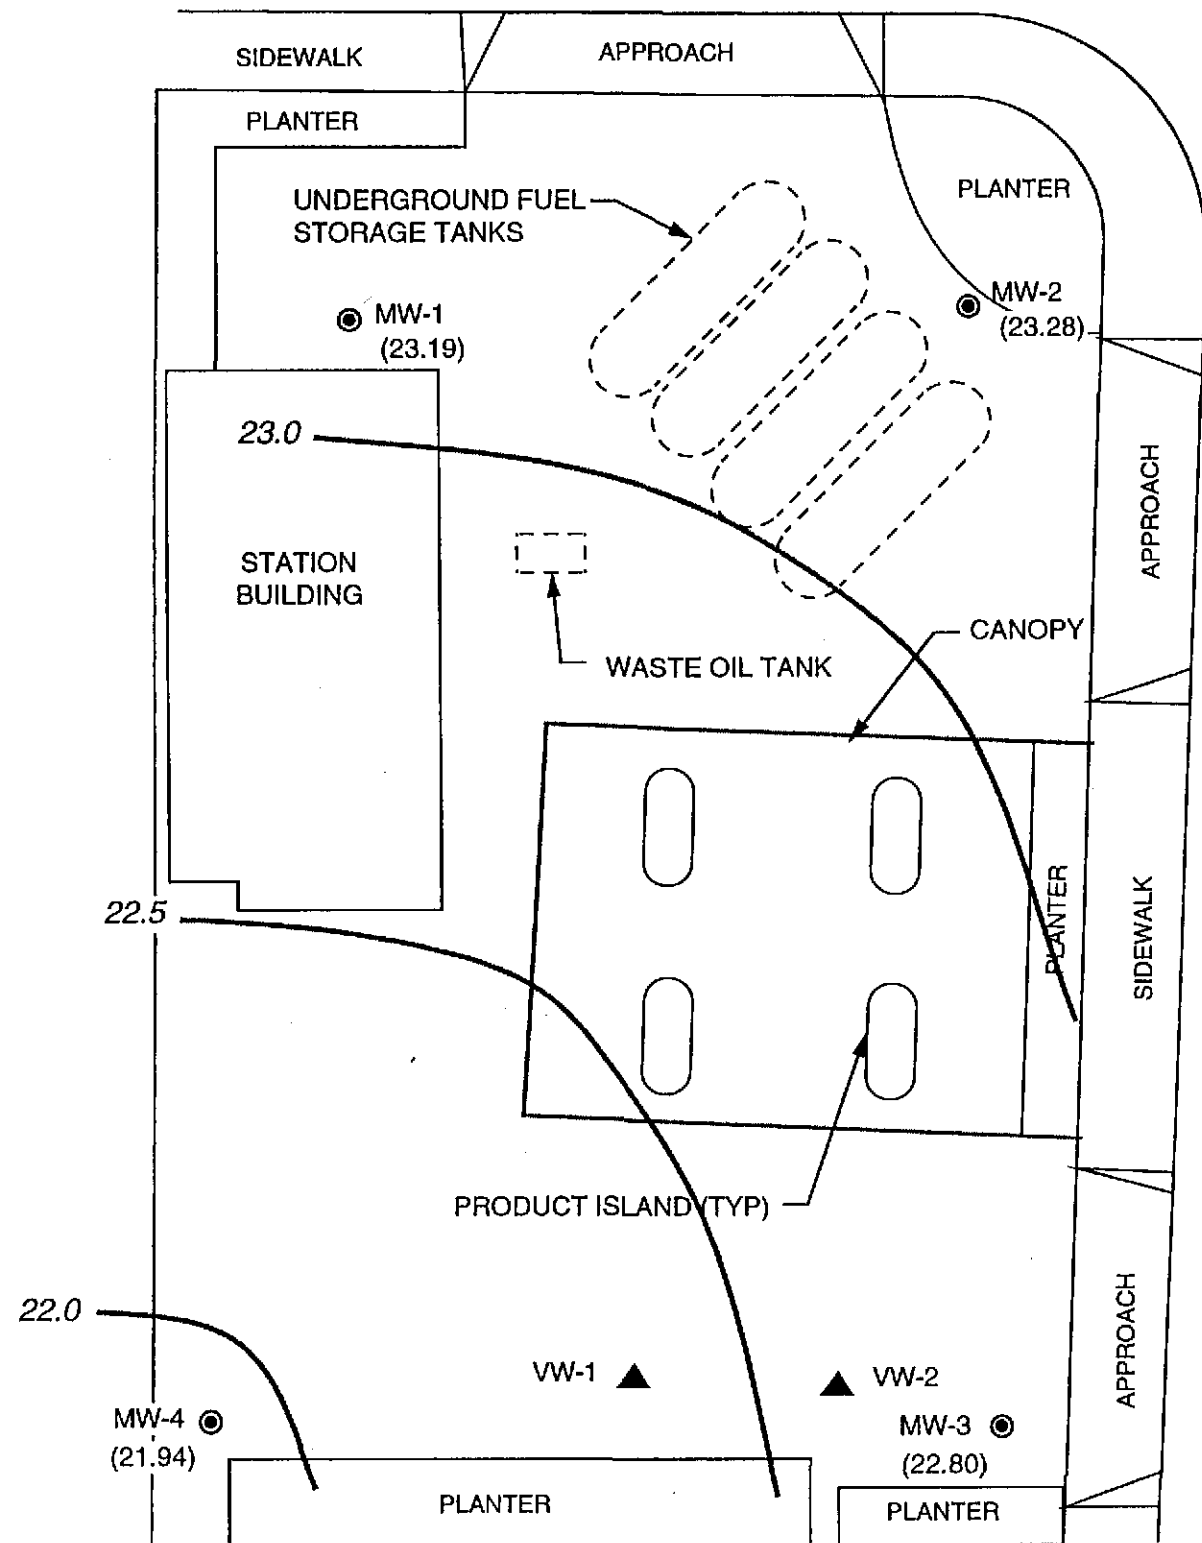 SIDEWALK
APPROACH
PLANTER
PLANTER
UNDERGROUND FUEL
STORAGE TANKS
MW-1
(23.19)
MW-2
(23.28)
23.0
APPROACH
STATION
BUILDING
CANOPY
WASTE OIL TANK
22.5
PLANTER
SIDEWALK
PRODUCT ISLAND (TYP)
22.0
APPROACH
VW-1
VW-2
MW-4
(21.94)
MW-3
(22.80)
PLANTER
PLANTER